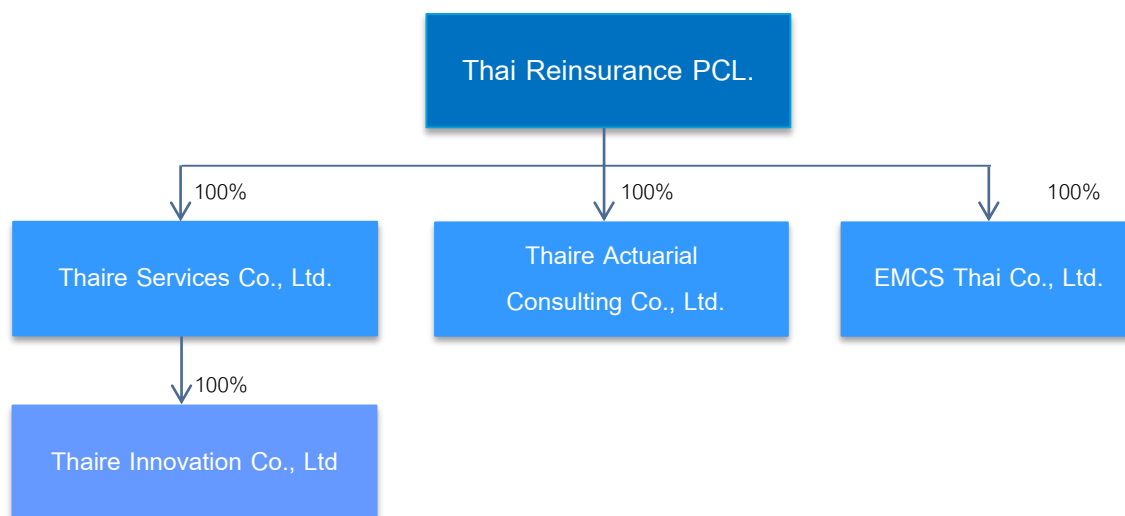 Thai Reinsurance PCL.
100%
100%
100%
Thaire Services Co., Ltd.
Thaire Actuarial
Consulting Co., Ltd.
EMCS Thai Co., Ltd.
100%
Thaire Innovation Co., Ltd